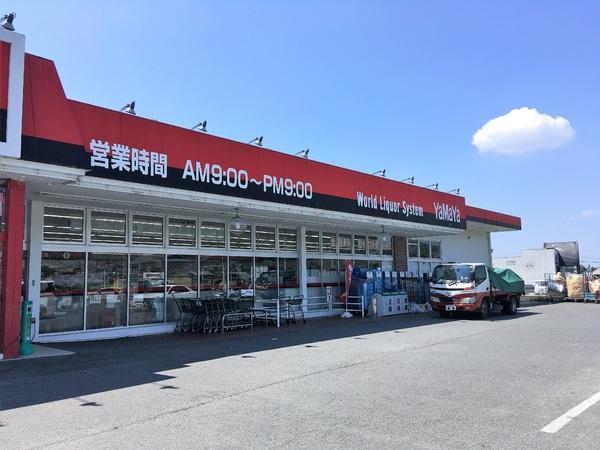 営業時間 AM9:00～PM9:00
World Liquor System YaMaYa